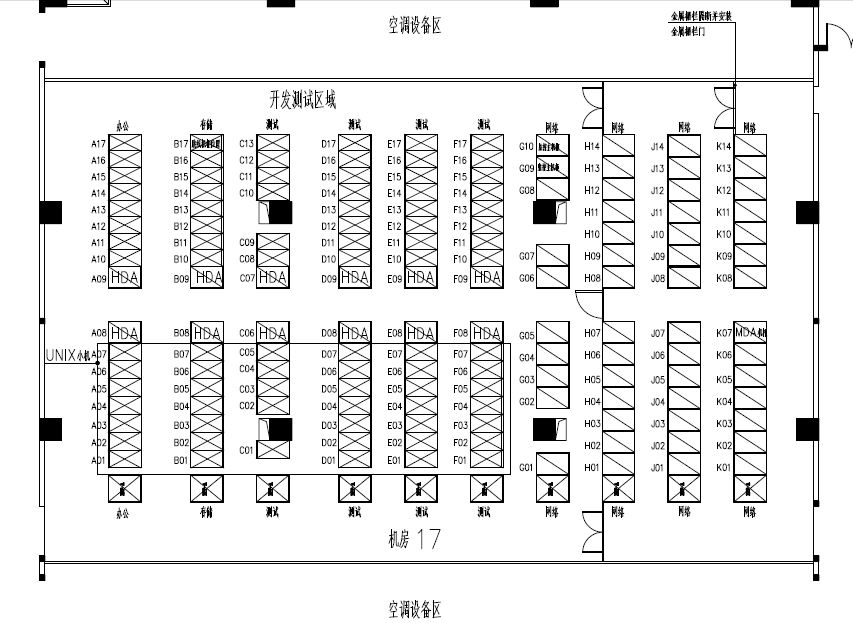 空调设备区
金属栅栏隔断并安装
金属栅栏门
开发测试区域
办公 存储 测试 测试 测试 测试 网络 网络 网络 网络
A17 B17 C13 D17 E17 F17 G10 H14 J14 K14
A16 B16 C12 D16 E16 F16 G09 H13 J13 K13
A15 B15 C11 D15 E15 F15 G08 H12 J12 K12
A14 B14 C10 D14 E14 F14
A13 B13 D13 E13 F13 H11 J11 K11
A12 B12 D12 E12 F12 H10 J10 K10
A11 B11 C09 D11 E11 F11 G07 H09 J09 K09
A10 B10 C08 D10 E10 F10
A09 HDA B09 HDA C07 HDA D09 HDA E09 HDA F09 HDA G06 H08 J08 K08
A08 HDA B08 HDA C06 HDA D08 HDA E08 HDA F08 HDA G05 H07 J07 K07 MDA
UNIX小机
A07 B07 C05 D07 E07 F07 G04 H06 J06 K06
A06 B06 C04 D06 E06 F06 G03 H05 J05 K05
A05 B05 C03 D05 E05 F05 G02 H04 J04 K04
A04 B04 C02 D04 E04 F04
A03 B03 D03 E03 F03 H03 J03 K03
A02 B02 C01 D02 E02 F02 H02 J02 K02
A01 B01 D01 E01 F01 G01 H01 J01 K01
办公 存储 测试 测试 测试 测试 网络 网络 网络 网络
机房 17
空调设备区